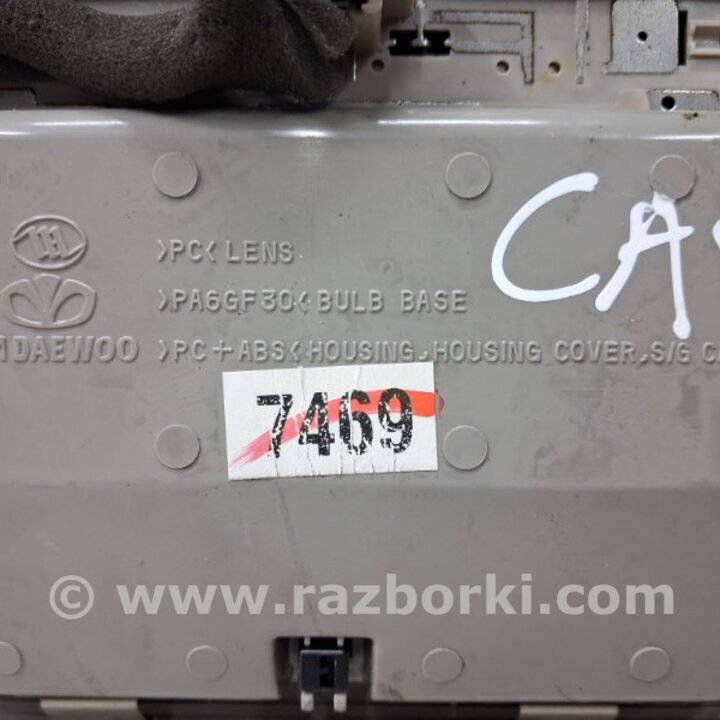 >PC< LENS
>PA6GF30< BULB BASE
DAEWOO >PC+ABS< HOUSING, HOUSING COVER, S/G
CA
7469
© www.razborki.com